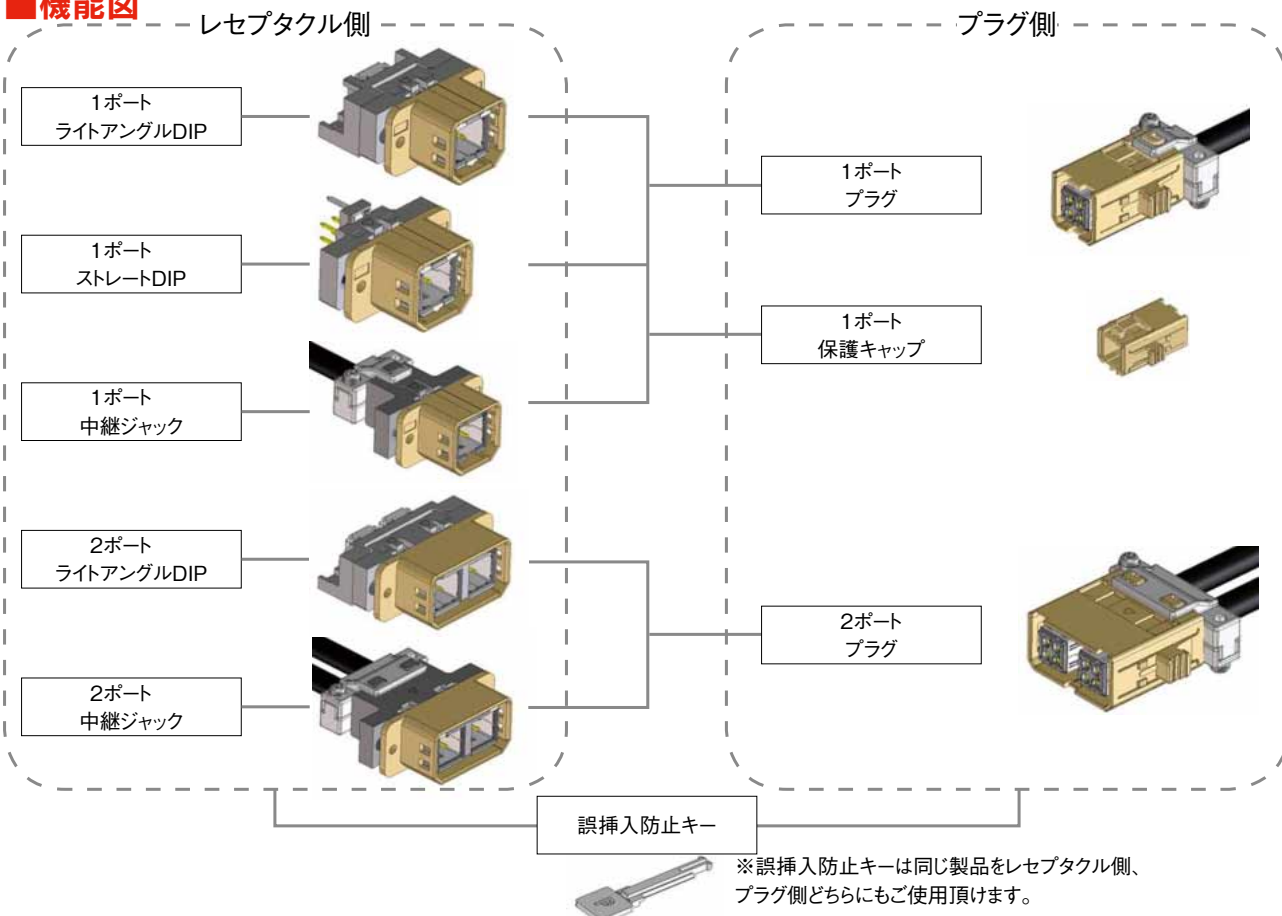 ■機能図
レセプタクル側
プラグ側
1ポート
ライトアングルDIP
1ポート
ストレートDIP
1ポート
中継ジャック
2ポート
ライトアングルDIP
2ポート
中継ジャック
1ポート
プラグ
1ポート
保護キャップ
2ポート
プラグ
誤挿入防止キー
※誤挿入防止キーは同じ製品をレセプタクル側、
プラグ側どちらにもご使用頂けます。